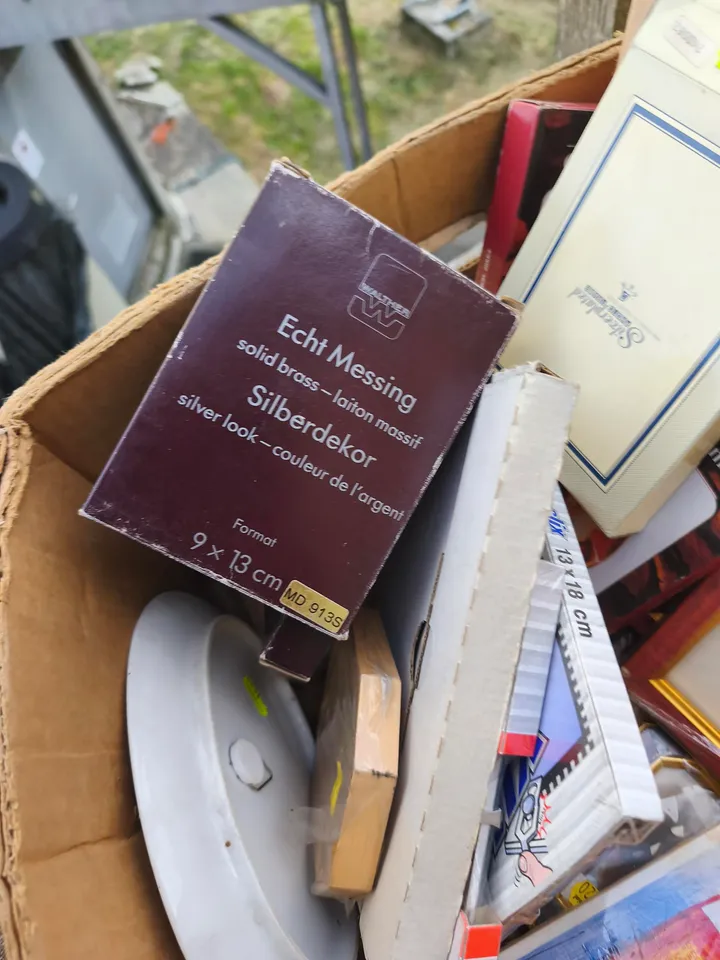 WALTHER
W
Echt Messing
solid brass – laiton massif
Silberdekor
silver look – couleur de l'argent
Format
9 × 13 cm
MD 913S
Silverplated
13 x 18 cm